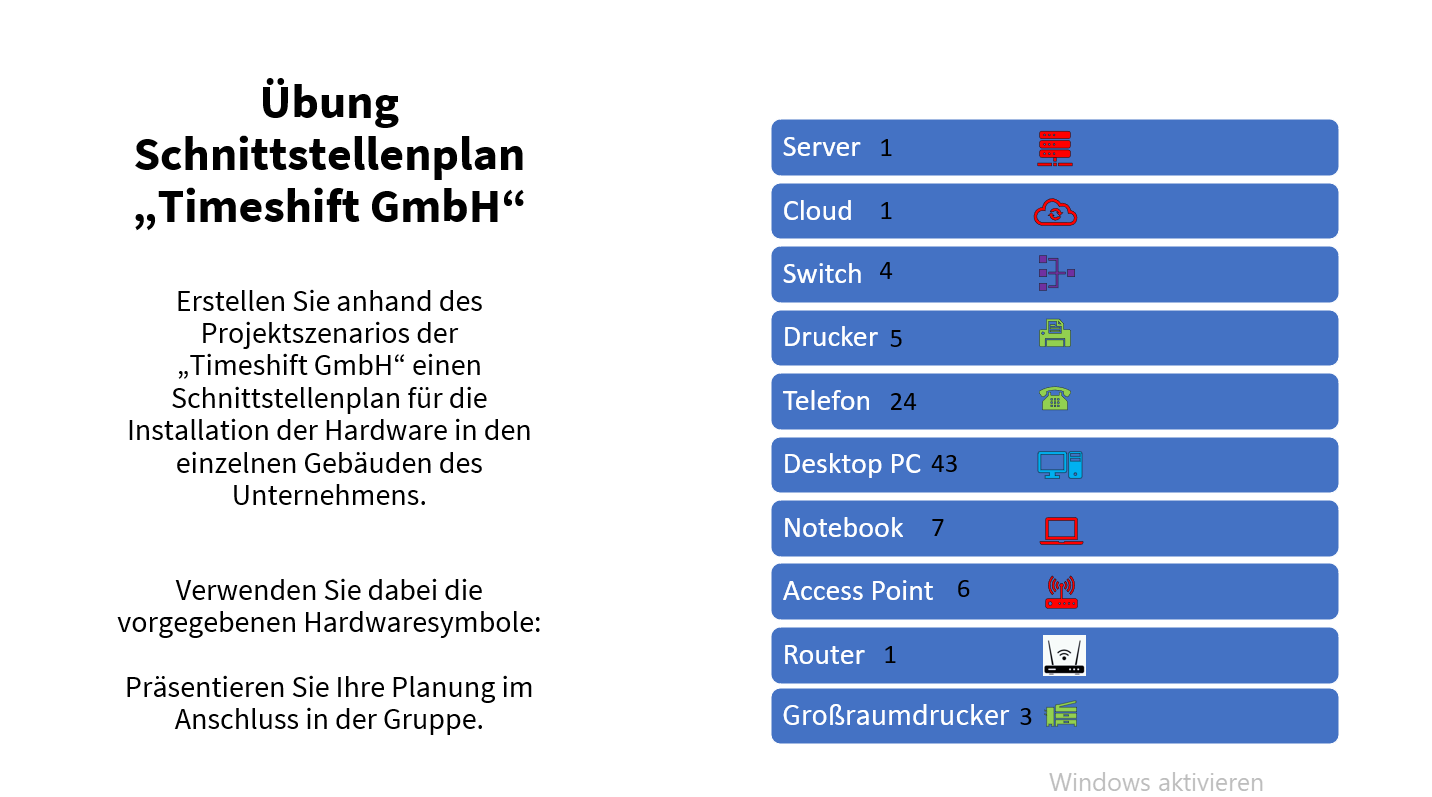 Übung
Schnittstellenplan
„Timeshift GmbH“
Erstellen Sie anhand des
Projektszenarios der
„Timeshift GmbH“ einen
Schnittstellenplan für die
Installation der Hardware in den
einzelnen Gebäuden des
Unternehmens.
Verwenden Sie dabei die
vorgegebenen Hardwaresymbole:
Präsentieren Sie Ihre Planung im
Anschluss in der Gruppe.
Server 1
Cloud 1
Switch 4
Drucker 5
Telefon 24
Desktop PC 43
Notebook 7
Access Point 6
Router 1
Großraumdrucker 3
Windows aktivieren